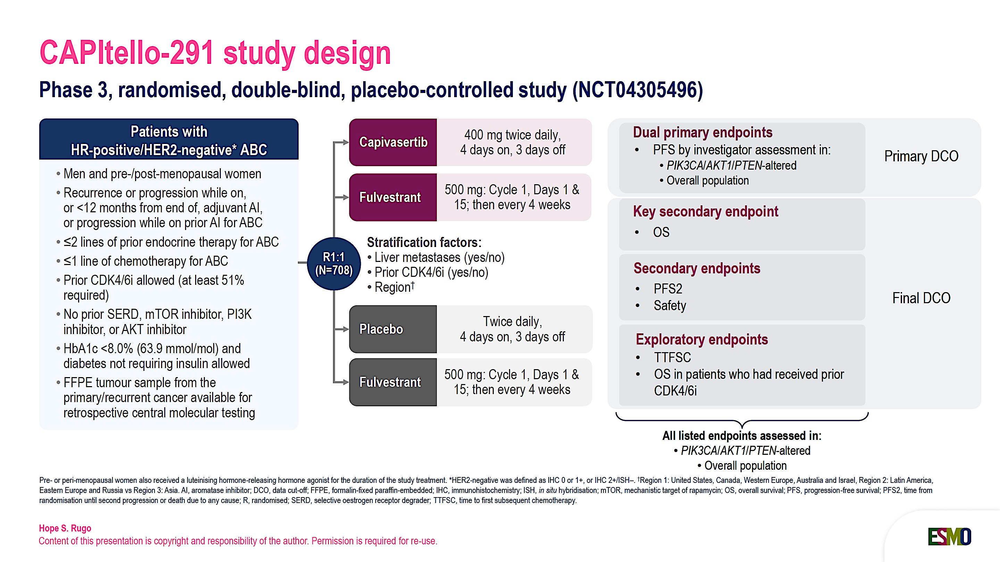 CAPItello-291 study design
Phase 3, randomised, double-blind, placebo-controlled study (NCT04305496)
Patients with
HR-positive/HER2-negative* ABC
• Men and pre-/post-menopausal women
• Recurrence or progression while on,
or <12 months from end of, adjuvant AI,
or progression while on prior AI for ABC
• ≤2 lines of prior endocrine therapy for ABC
• ≤1 line of chemotherapy for ABC
• Prior CDK4/6i allowed (at least 51%
required)
• No prior SERD, mTOR inhibitor, PI3K
inhibitor, or AKT inhibitor
• HbA1c <8.0% (63.9 mmol/mol) and
diabetes not requiring insulin allowed
• FFPE tumour sample from the
primary/recurrent cancer available for
retrospective central molecular testing
R1:1
(N=708)
Capivasertib
400 mg twice daily,
4 days on, 3 days off
Fulvestrant
500 mg: Cycle 1, Days 1 &
15; then every 4 weeks
Stratification factors:
• Liver metastases (yes/no)
• Prior CDK4/6i (yes/no)
• Region†
Placebo
Twice daily,
4 days on, 3 days off
Fulvestrant
500 mg: Cycle 1, Days 1 &
15; then every 4 weeks
Dual primary endpoints
• PFS by investigator assessment in:
• PIK3CA/AKT1/PTEN-altered
• Overall population
Primary DCO
Key secondary endpoint
• OS
Secondary endpoints
• PFS2
• Safety
Exploratory endpoints
• TTFSC
• OS in patients who had received prior
CDK4/6i
Final DCO
All listed endpoints assessed in:
• PIK3CA/AKT1/PTEN-altered
• Overall population
Pre- or peri-menopausal women also received a luteinising hormone-releasing hormone agonist for the duration of the study treatment. *HER2-negative was defined as IHC 0 or 1+, or IHC 2+/ISH–. †Region 1: United States, Canada, Western Europe, Australia and Israel, Region 2: Latin America,
Eastern Europe and Russia vs Region 3: Asia. AI, aromatase inhibitor; DCO, data cut-off; FFPE, formalin-fixed paraffin-embedded; IHC, immunohistochemistry; ISH, in situ hybridisation; mTOR, mechanistic target of rapamycin; OS, overall survival; PFS, progression-free survival; PFS2, time from
randomisation until second progression or death due to any cause; R, randomised; SERD, selective oestrogen receptor degrader; TTFSC, time to first subsequent chemotherapy.
Hope S. Rugo
Content of this presentation is copyright and responsibility of the author. Permission is required for re-use.
ESMO